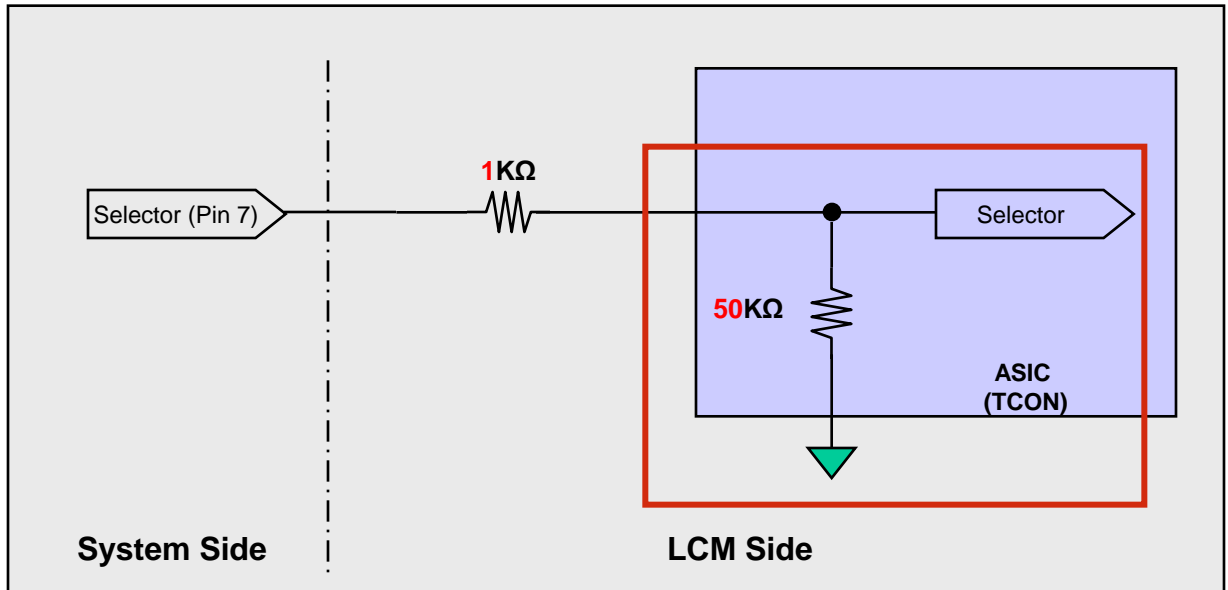 1KΩ
Selector (Pin 7)
Selector
50KΩ
ASIC
(TCON)
System Side
LCM Side